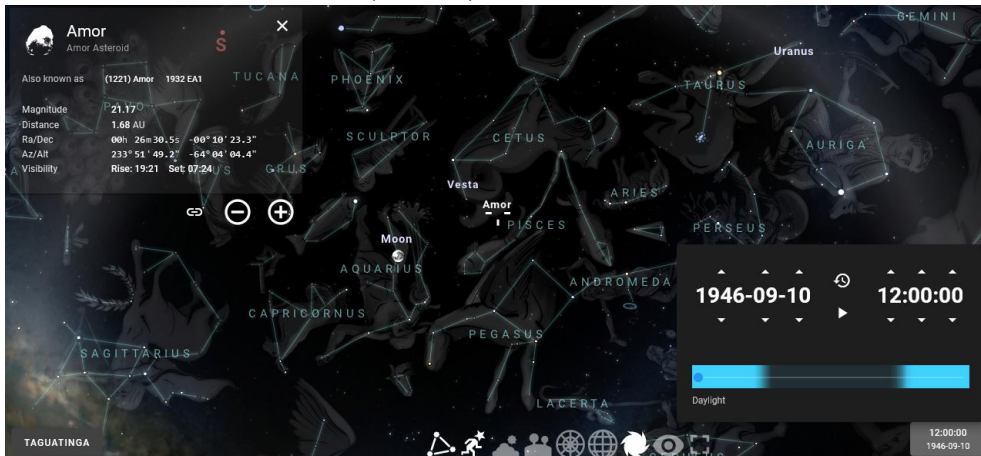 Amor
Amor Asteroid
Also known as (1221) Amor 1932 EA1
Magnitude 21.17
Distance 1.68 AU
Ra/Dec 00h 26m30.5s -00°10'23.3"
Az/Alt 233°51'49.2" -64°04'04.4"
Visibility Rise: 19:21 Set: 07:24
GEMINI
Uranus
TUCANA
PHOENIX
TAURUS
SCULPTOR
CETUS
AURIGA
GRUS
Vesta
ARIES
Amor
PISCES
PERSEUS
Moon
AQUARIUS
ANDROMEDA
CAPRICORNUS
PEGASUS
SAGITTARIUS
LACERTA
1946-09-10 12:00:00
Daylight
TAGUATINGA
12:00:00
1946-09-10